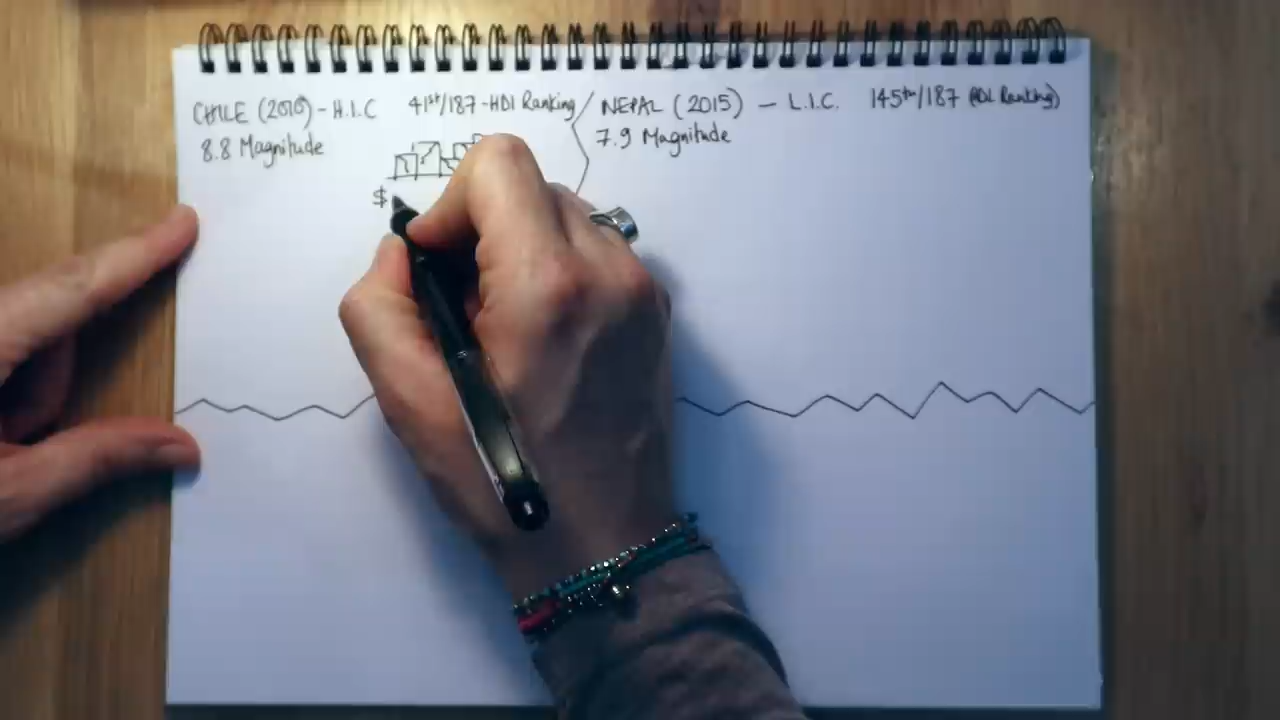 CHILE (2010) - H.I.C 41st/187 - HDI Ranking
8.8 Magnitude
$
NEPAL (2015) - L.I.C. 145th/187 HDI Ranking)
7.9 Magnitude